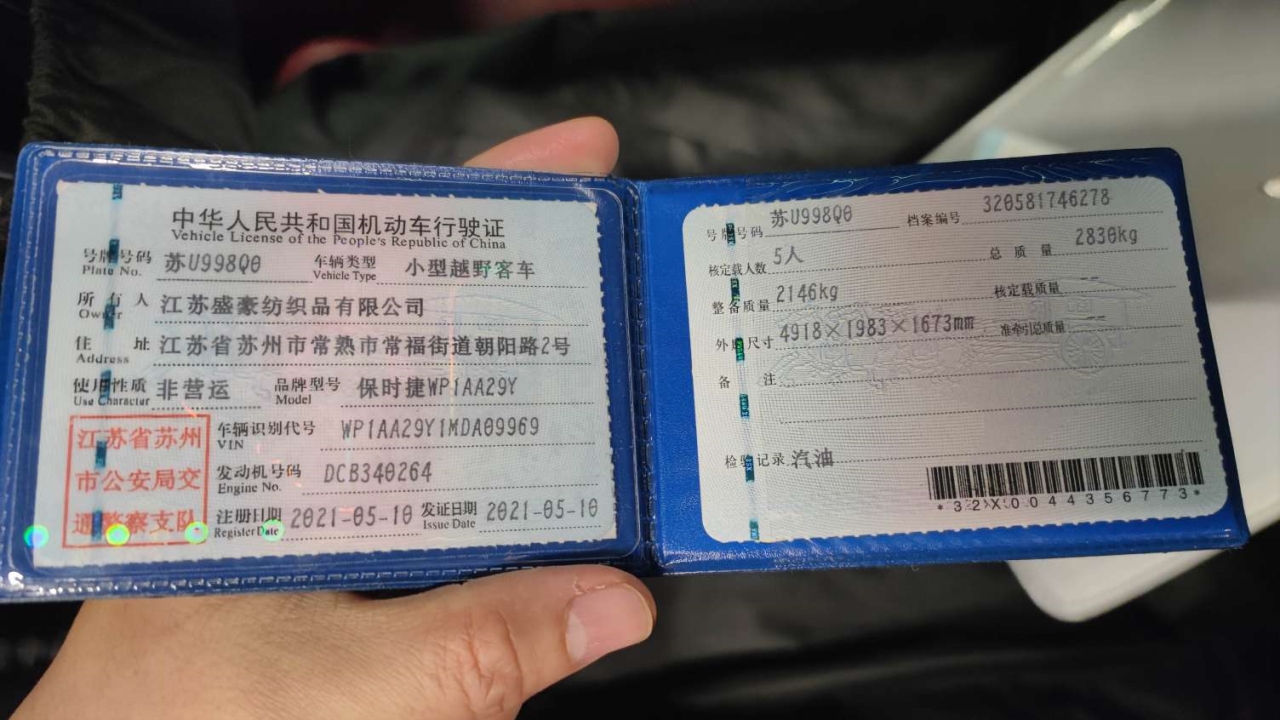 中华人民共和国机动车行驶证
Vehicle License of the People's Republic of China
号牌号码 苏U998Q0 车辆类型 小型越野客车
Plate No. Vehicle Type
所有人 江苏盛豪纺织品有限公司
Owner
住址 江苏省苏州市常熟市常福街道朝阳路2号
Address
使用性质 非营运 品牌型号 保时捷WP1AA29Y
Use Character Model
车辆识别代号 WP1AA29Y1MDA09969
VIN
发动机号码 DCB340264
Engine No.
注册日期 2021-05-10 发证日期 2021-05-10
Register Date Issue Date
江苏省苏州
市公安局交
通警察支队
号牌号码 苏U998Q0 档案编号 320581746278
核定载人数 5人 总质量 2830kg
整备质量 2146kg 核定载质量 --
外廓尺寸 4918×1983×1673mm 准牵引总质量 --
备注
检验记录 汽油
*32X0044356773*